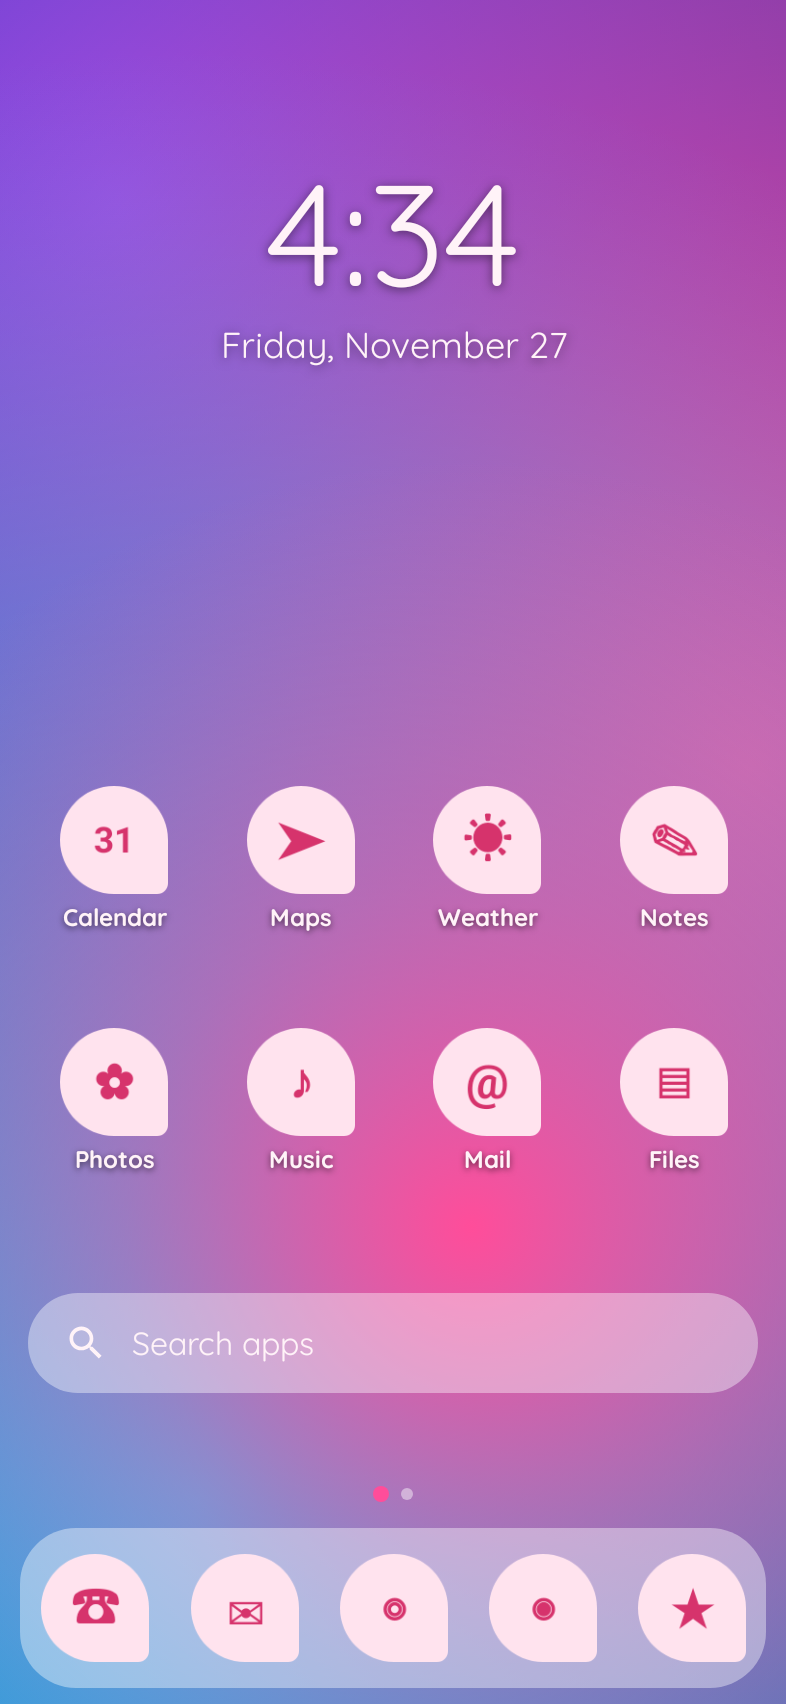 4:34
Friday, November 27
31
Calendar
Maps
Weather
Notes
@
Photos
Music
Mail
Files
Search apps